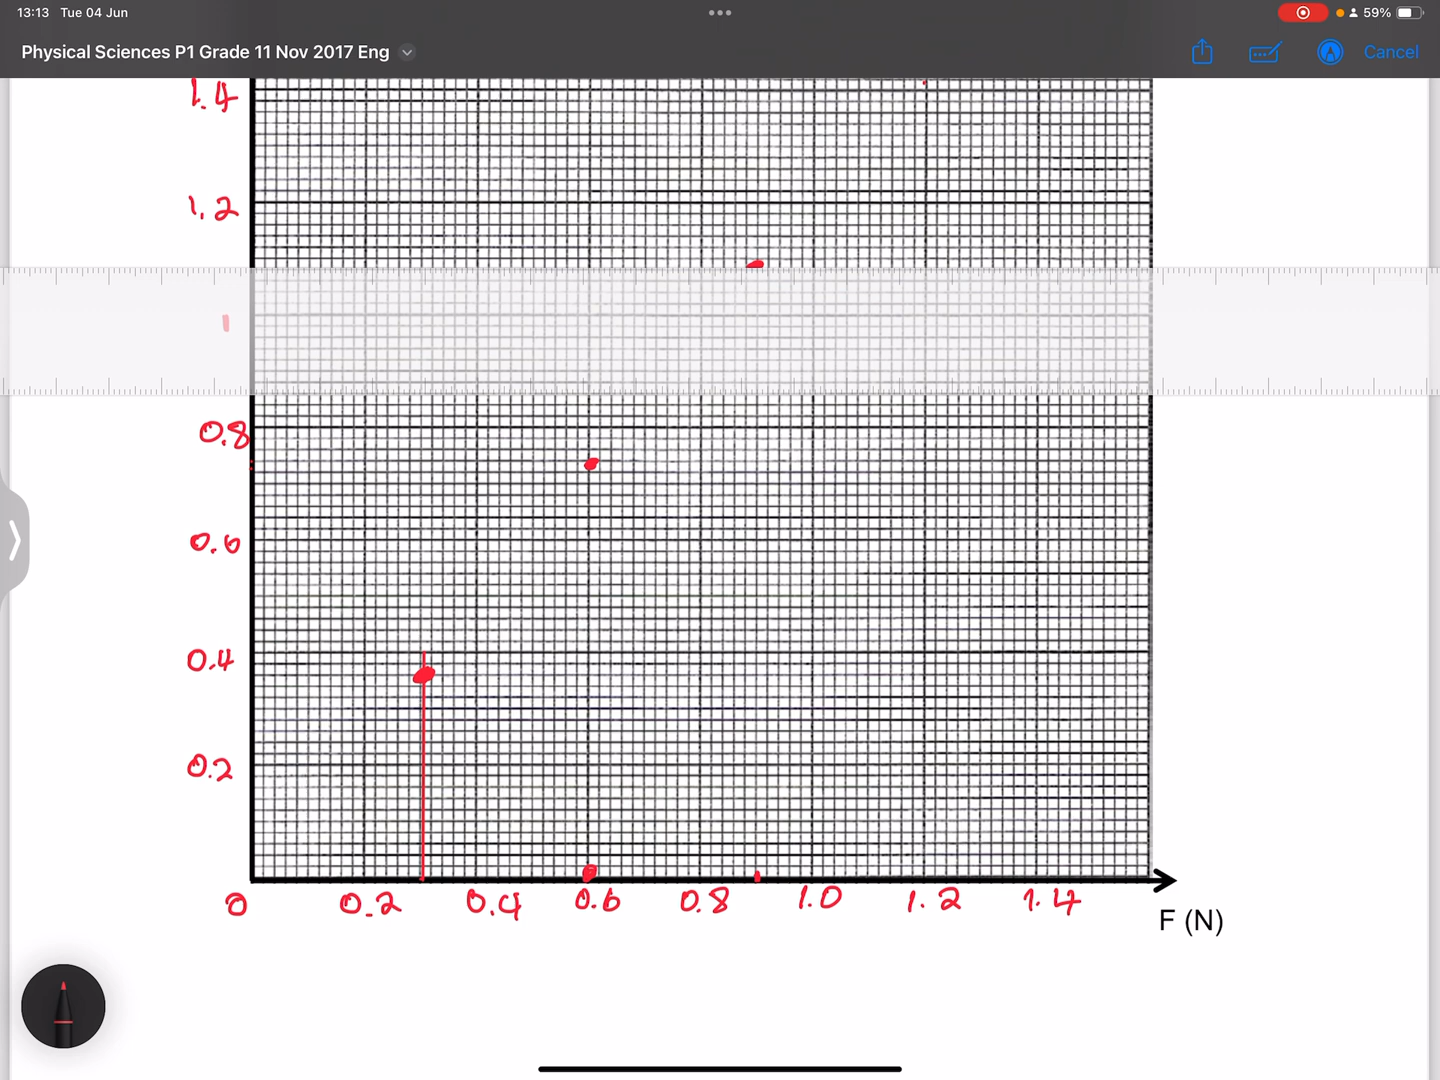 13:13 Tue 04 Jun
59%
Physical Sciences P1 Grade 11 Nov 2017 Eng
Cancel
1.4
1.2
1
0.8
0.6
0.4
0.2
0 0.2 0.4 0.6 0.8 1.0 1.2 1.4
F (N)